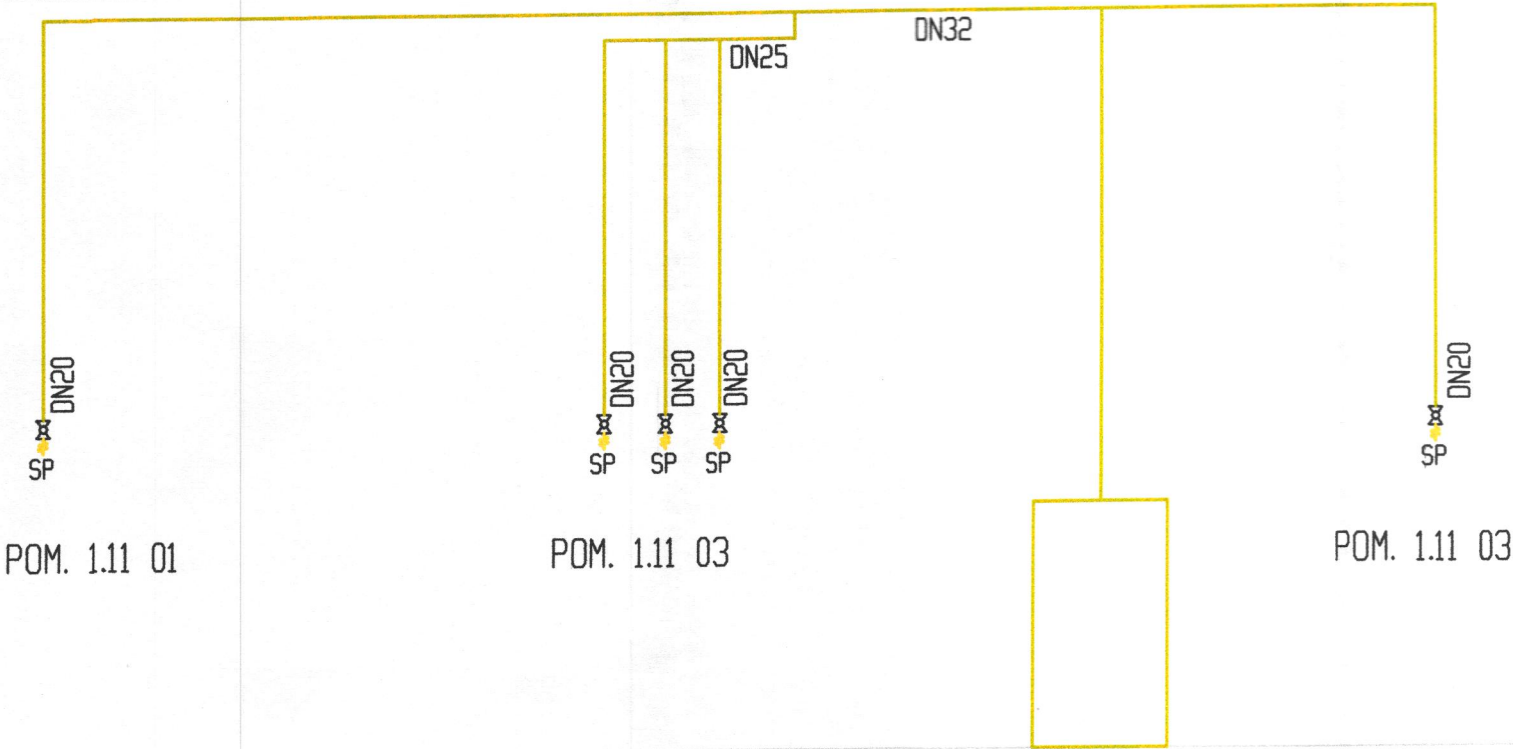 DN32
DN25
DN20
DN20
DN20
DN20
DN20
SP
SP
SP
SP
SP
POM. 1.11 01
POM. 1.11 03
POM. 1.11 03